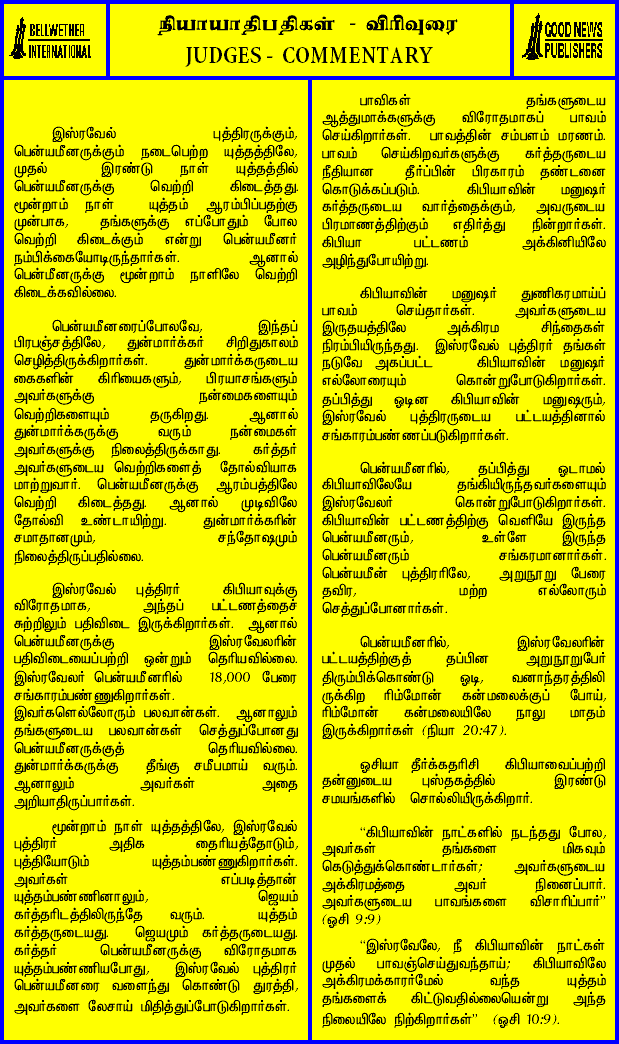 BELLWETHER
INTERNATIONAL
நியாயாதிபதிகள் - விரிவுரை
JUDGES - COMMENTARY
GOOD NEWS
PUBLISHERS
இஸ்ரவேல் புத்திரருக்கும்,
பென்யமீனருக்கும் நடைபெற்ற யுத்தத்திலே,
முதல் இரண்டு நாள் யுத்தத்தில்
பென்யமீனருக்கு வெற்றி கிடைத்தது.
மூன்றாம் நாள் யுத்தம் ஆரம்பிப்பதற்கு
முன்பாக, தங்களுக்கு எப்போதும் போல
வெற்றி கிடைக்கும் என்று பென்யமீனர்
நம்பிக்கையோடிருந்தார்கள். ஆனால்
பென்மீனருக்கு மூன்றாம் நாளிலே வெற்றி
கிடைக்கவில்லை.
பென்யமீனரைப்போலவே, இந்தப்
பிரபஞ்சத்திலே, துன்மார்க்கர் சிறிதுகாலம்
செழித்திருக்கிறார்கள். துன்மார்க்கருடைய
கைகளின் கிரியைகளும், பிரயாசங்களும்
அவர்களுக்கு நன்மைகளையும்
வெற்றிகளையும் தருகிறது. ஆனால்
துன்மார்க்கருக்கு வரும் நன்மைகள்
அவர்களுக்கு நிலைத்திருக்காது. கர்த்தர்
அவர்களுடைய வெற்றிகளைத் தோல்வியாக
மாற்றுவார். பென்யமீனருக்கு ஆரம்பத்திலே
வெற்றி கிடைத்தது. ஆனால் முடிவிலே
தோல்வி உண்டாயிற்று. துன்மார்க்கரின்
சமாதானமும், சந்தோஷமும்
நிலைத்திருப்பதில்லை.
இஸ்ரவேல் புத்திரர் கிபியாவுக்கு
விரோதமாக, அந்தப் பட்டணத்தைச்
சுற்றிலும் பதிவிடை இருக்கிறார்கள். ஆனால்
பென்யமீனருக்கு இஸ்ரவேலரின்
பதிவிடையைப்பற்றி ஒன்றும் தெரியவில்லை.
இஸ்ரவேலர் பென்யமீனரில் 18,000 பேரை
சங்காரம்பண்ணுகிறார்கள்.
இவர்களெல்லோரும் பலவான்கள். ஆனாலும்
தங்களுடைய பலவான்கள் செத்துப்போனது
பென்யமீனருக்குத் தெரியவில்லை.
துன்மார்க்கருக்கு தீங்கு சமீபமாய் வரும்.
ஆனாலும் அவர்கள் அதை
அறியாதிருப்பார்கள்.
மூன்றாம் நாள் யுத்தத்திலே, இஸ்ரவேல்
புத்திரர் அதிக தைரியத்தோடும்,
புத்தியோடும் யுத்தம்பண்ணுகிறார்கள்.
அவர்கள் எப்படித்தான்
யுத்தம்பண்ணினாலும், ஜெயம்
கர்த்தரிடத்திலிருந்தே வரும். யுத்தம்
கர்த்தருடையது. ஜெயமும் கர்த்தருடையது.
கர்த்தர் பென்யமீனருக்கு விரோதமாக
யுத்தம்பண்ணியபோது, இஸ்ரவேல் புத்திரர்
பென்யமீனரை வளைந்து கொண்டு துரத்தி,
அவர்களை லேசாய் மிதித்துப்போடுகிறார்கள்.
பாவிகள் தங்களுடைய
ஆத்துமாக்களுக்கு விரோதமாகப் பாவம்
செய்கிறார்கள். பாவத்தின் சம்பளம் மரணம்.
பாவம் செய்கிறவர்களுக்கு கர்த்தருடைய
நீதியான தீர்ப்பின் பிரகாரம் தண்டனை
கொடுக்கப்படும். கிபியாவின் மனுஷர்
கர்த்தருடைய வார்த்தைக்கும், அவருடைய
பிரமாணத்திற்கும் எதிர்த்து நின்றார்கள்.
கிபியா பட்டணம் அக்கினியிலே
அழிந்துபோயிற்று.
கிபியாவின் மனுஷர் துணிகரமாய்ப்
பாவம் செய்தார்கள். அவர்களுடைய
இருதயத்திலே அக்கிரம சிந்தைகள்
நிரம்பியிருந்தது. இஸ்ரவேல் புத்திரர் தங்கள்
நடுவே அகப்பட்ட கிபியாவின் மனுஷர்
எல்லோரையும் கொன்றுபோடுகிறார்கள்.
தப்பித்து ஓடின கிபியாவின் மனுஷரும்,
இஸ்ரவேல் புத்திரருடைய பட்டயத்தினால்
சங்காரம்பண்ணப்படுகிறார்கள்.
பென்யமீனரில், தப்பித்து ஓடாமல்
கிபியாவிலேயே தங்கியிருந்தவர்களையும்
இஸ்ரவேலர் கொன்றுபோடுகிறார்கள்.
கிபியாவின் பட்டணத்திற்கு வெளியே இருந்த
பென்யமீனரும், உள்ளே இருந்த
பென்யமீனரும் சங்கரமானார்கள்.
பென்யமீன் புத்திரரிலே, அறுநூறு பேரை
தவிர, மற்ற எல்லோரும்
செத்துப்போனார்கள்.
பென்யமீனரில், இஸ்ரவேலரின்
பட்டயத்திற்குத் தப்பின அறுநூறுபேர்
திரும்பிக்கொண்டு ஓடி, வனாந்தரத்திலி
ருக்கிற ரிம்மோன் கன்மலைக்குப் போய்,
ரிம்மோன் கன்மலையிலே நாலு மாதம்
இருக்கிறார்கள் (நியா 20:47).
ஓசியா தீர்க்கதரிசி கிபியாவைப்பற்றி
தன்னுடைய புஸ்தகத்தில் இரண்டு
சமயங்களில் சொல்லியிருக்கிறார்.
“கிபியாவின் நாட்களில் நடந்தது போல,
அவர்கள் தங்களை மிகவும்
கெடுத்துக்கொண்டார்கள்; அவர்களுடைய
அக்கிரமத்தை அவர் நினைப்பார்.
அவர்களுடைய பாவங்களை விசாரிப்பார்”
(ஓசி 9:9)
“இஸ்ரவேலே, நீ கிபியாவின் நாட்கள்
முதல் பாவஞ்செய்துவந்தாய்; கிபியாவிலே
அக்கிரமக்காரர்மேல் வந்த யுத்தம்
தங்களைக் கிட்டுவதில்லையென்று அந்த
நிலையிலே நிற்கிறார்கள்” (ஓசி 10:9).